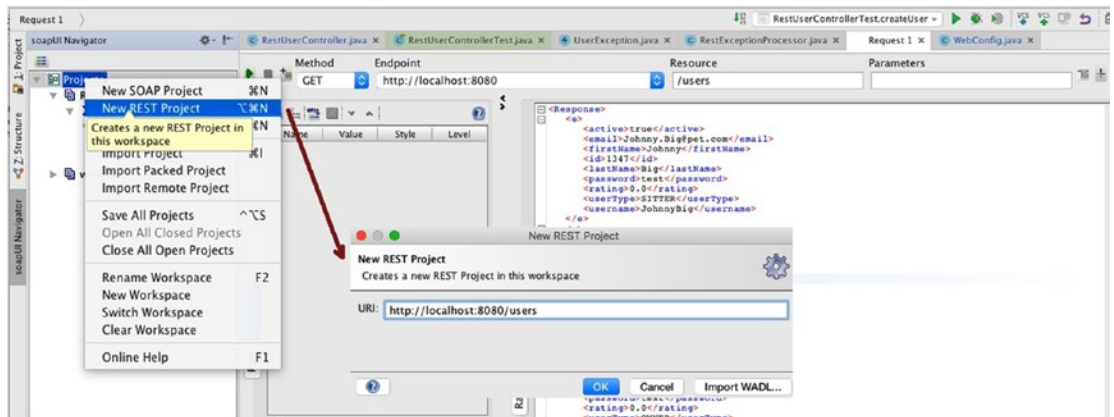 Request 1
RestUserControllerTest.createUser
soapUI Navigator
RestUserController.java
RestUserControllerTest.java
UserException.java
RestExceptionProcessor.java
Request 1
WebConfig.java
1: Project
Z: Structure
soapUI Navigator
Method
Endpoint
Resource
Parameters
GET
http://localhost:8080
/users
Projects
New SOAP Project ⌘N
New REST Project ⌥⌘N
Creates a new REST Project in
this workspace
Import Project ⌘I
Import Packed Project
Import Remote Project
Save All Projects ^⌥S
Open All Closed Projects
Close All Open Projects
Rename Workspace F2
New Workspace
Switch Workspace
Clear Workspace
Online Help F1
Name Value Style Level
<Response>
<e>
<active>true</active>
<email>Johnny.Big@pet.com</email>
<firstName>Johnny</firstName>
<id>1347</id>
<lastName>Big</lastName>
<password>test</password>
<rating>0.0</rating>
<userType>SITTER</userType>
<username>JohnnyBig</username>
</e>
New REST Project
New REST Project
Creates a new REST Project in this workspace
URI: http://localhost:8080/users
OK Cancel Import WADL...
<password>test</password>
<rating>0.0</rating>